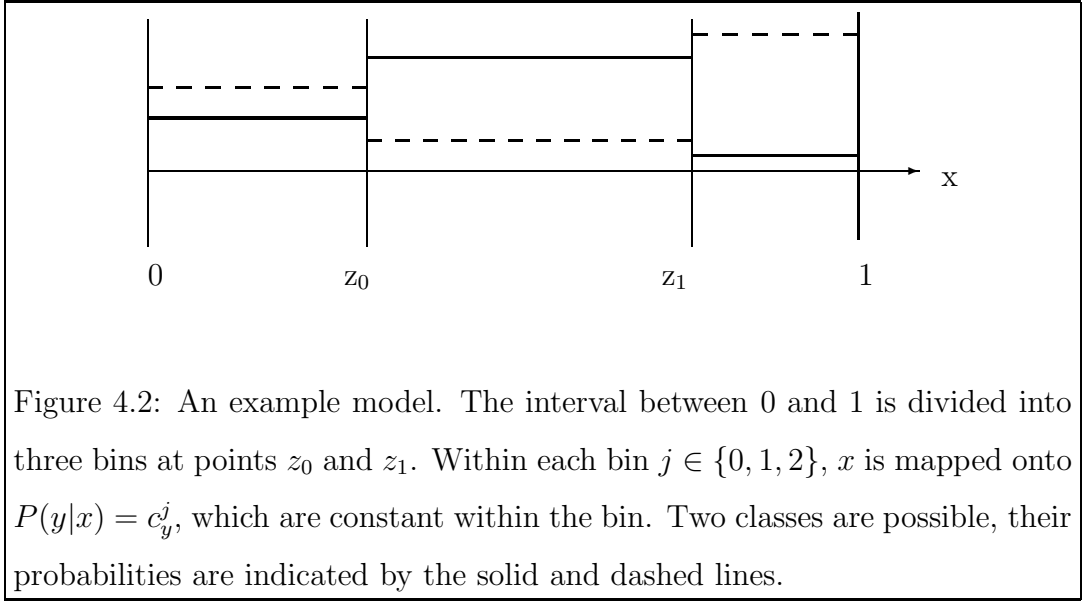 x
0 z₀ z₁ 1
Figure 4.2: An example model. The interval between 0 and 1 is divided into
three bins at points z₀ and z₁. Within each bin j ∈ {0, 1, 2}, x is mapped onto
P(y|x) = cʲᵧ, which are constant within the bin. Two classes are possible, their
probabilities are indicated by the solid and dashed lines.